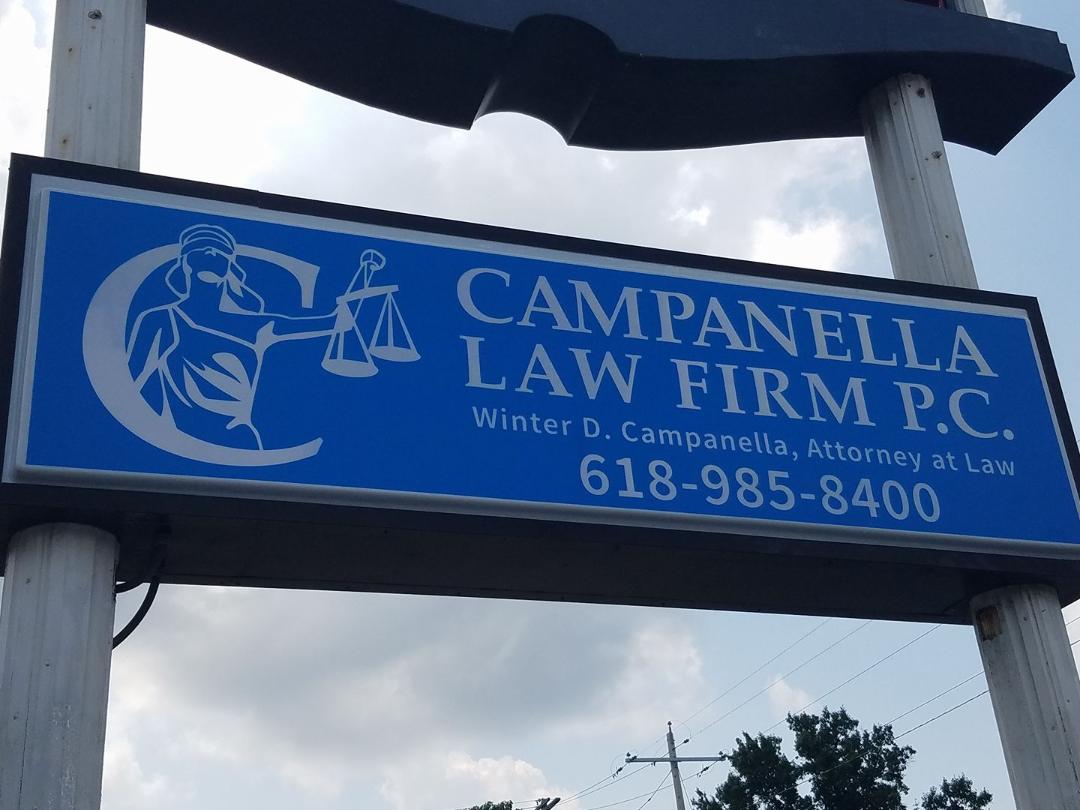 CAMPANELLA
LAW FIRM P.C.
Winter D. Campanella, Attorney at Law
618-985-8400